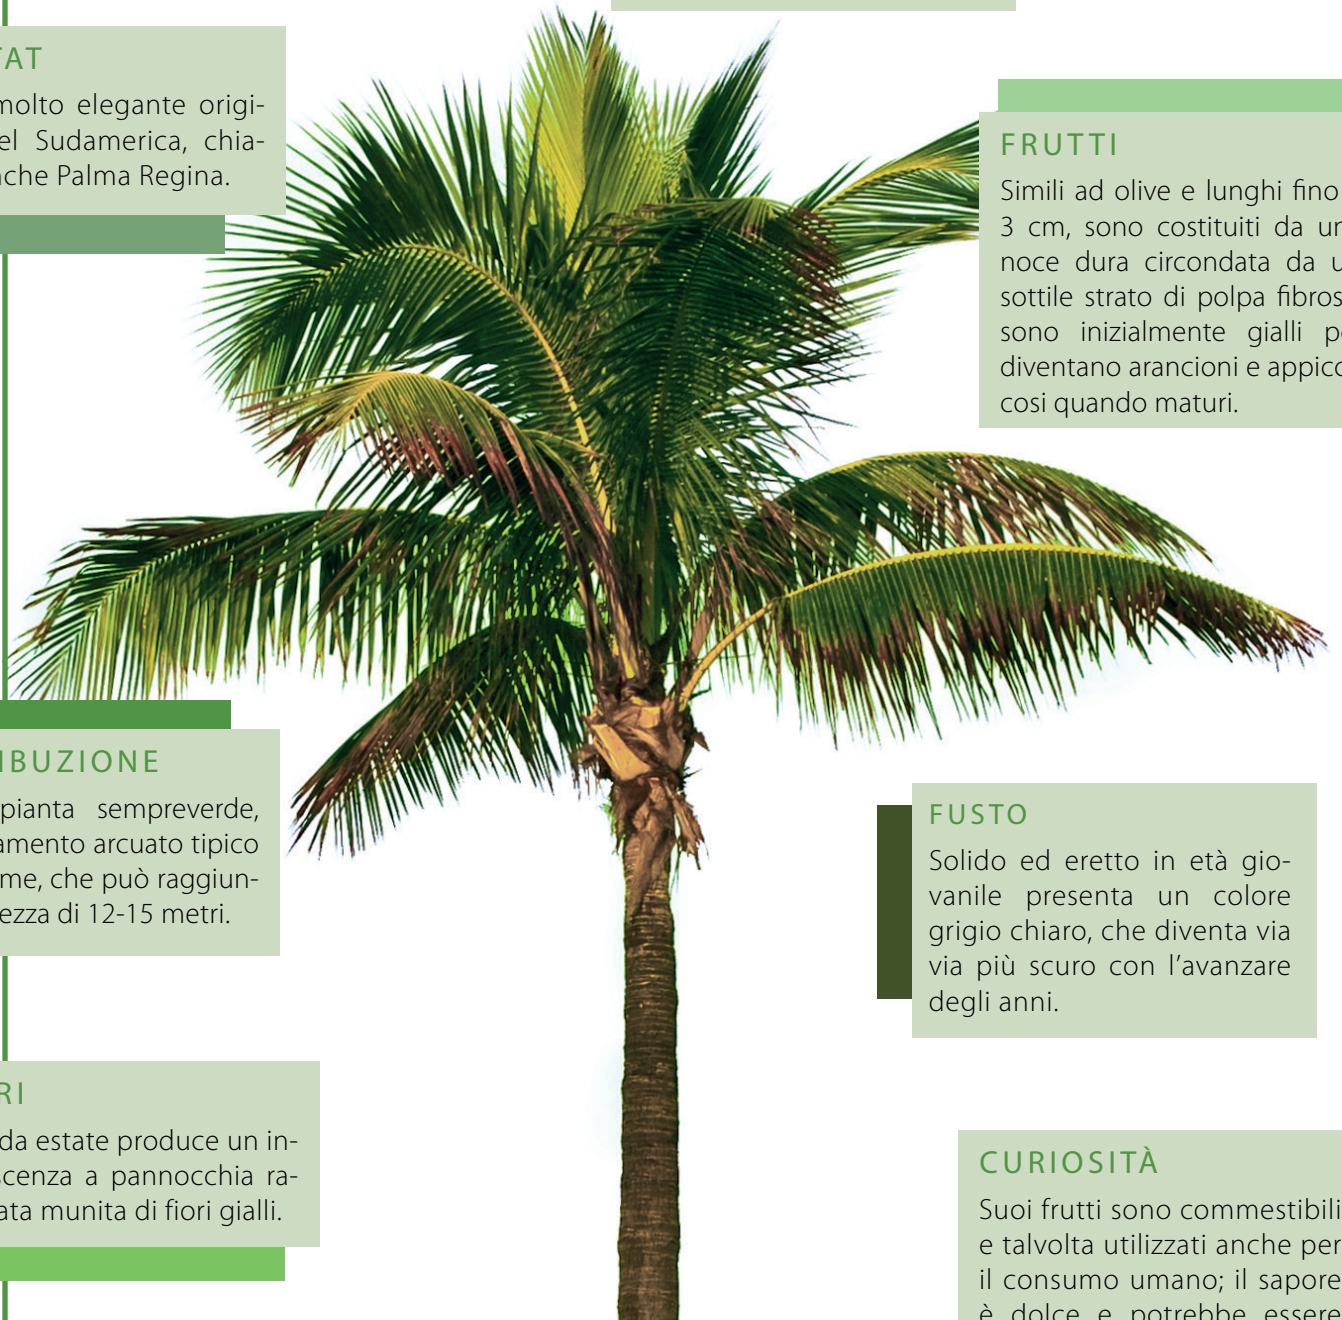 TAT
molto elegante origi-
el Sudamerica, chia-
che Palma Regina.
FRUTTI
Simili ad olive e lunghi fino
3 cm, sono costituiti da un
noce dura circondata da u
sottile strato di polpa fibros
sono inizialmente gialli p
diventano arancioni e appicc
cosi quando maturi.
IBUZIONE
pianta sempreverde,
amento arcuato tipico
me, che può raggiun-
ezza di 12-15 metri.
FUSTO
Solido ed eretto in età gio-
vanile presenta un colore
grigio chiaro, che diventa via
via più scuro con l'avanzare
degli anni.
RI
da estate produce un in-
scenza a pannocchia ra-
ata munita di fiori gialli.
CURIOSITÀ
Suoi frutti sono commestibili
e talvolta utilizzati anche per
il consumo umano; il sapore
è dolce e potrebbe essere